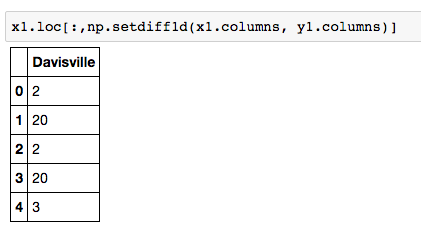 x1.loc[:,np.setdiff1d(x1.columns, y1.columns)]
Davisville
0 2
1 20
2 2
3 20
4 3